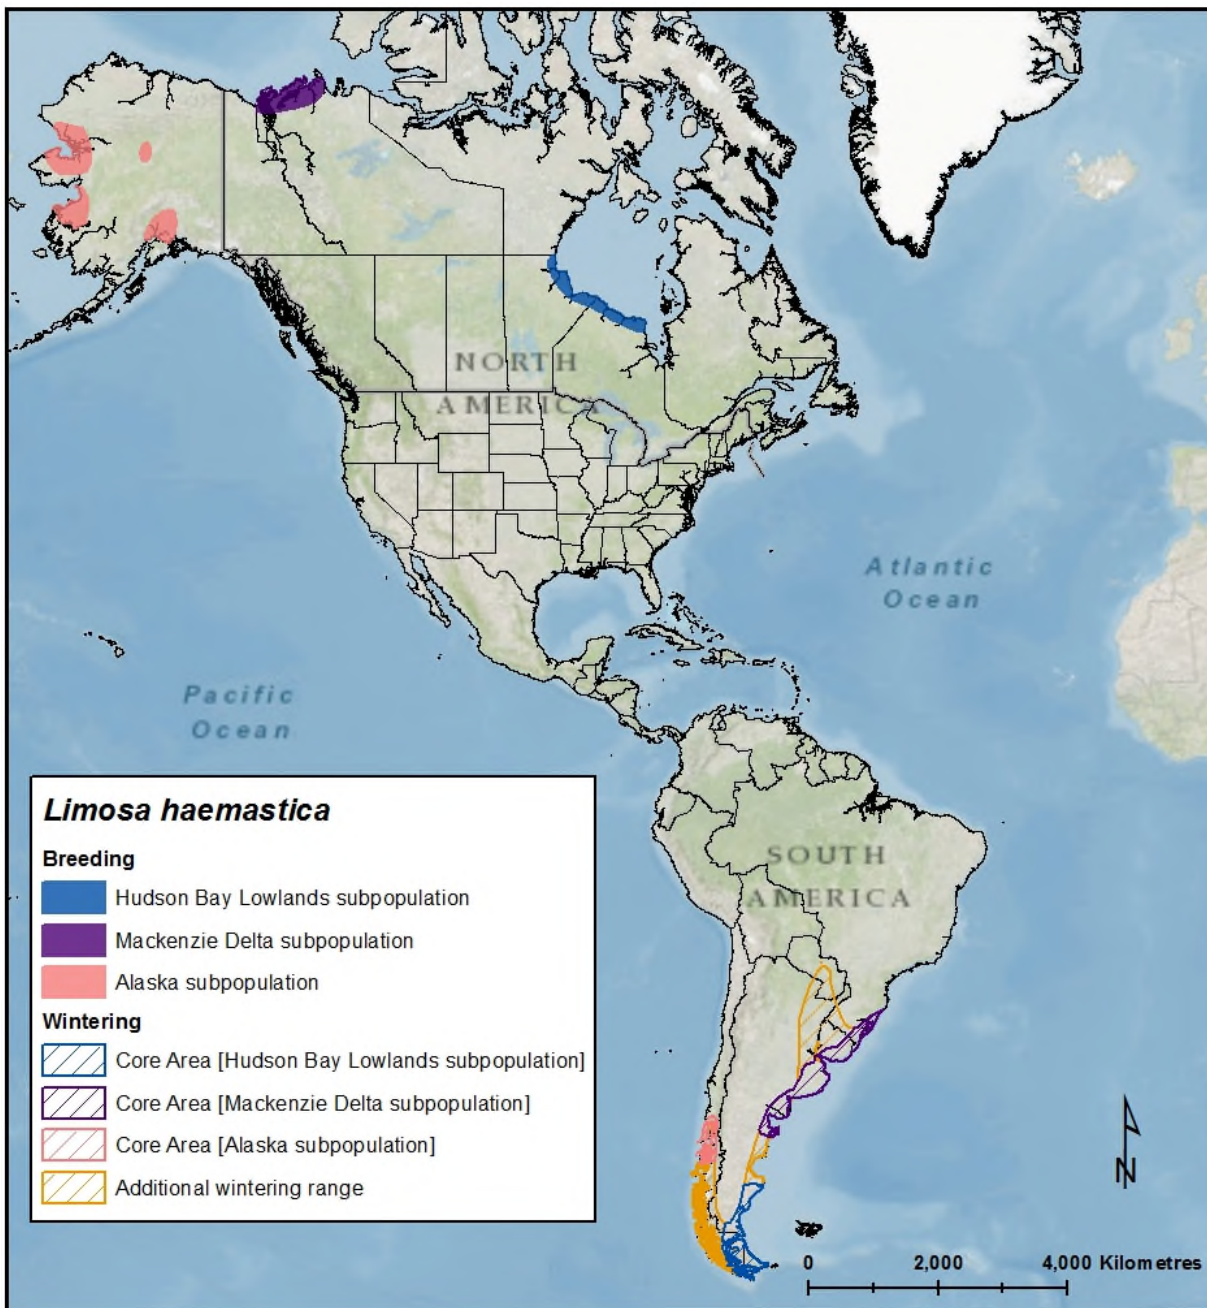 NORTH
AMERICA
Atlantic
Ocean
Pacific
Ocean
SOUTH
AMERICA
Limosa haemastica
Breeding
Hudson Bay Lowlands subpopulation
Mackenzie Delta subpopulation
Alaska subpopulation
Wintering
Core Area [Hudson Bay Lowlands subpopulation]
Core Area [Mackenzie Delta subpopulation]
Core Area [Alaska subpopulation]
Additional wintering range
N
0 2,000 4,000 Kilometres